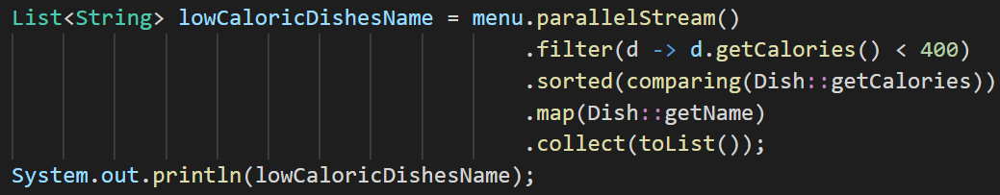 List<String> lowCaloricDishesName = menu.parallelStream()
.filter(d -> d.getCalories() < 400)
.sorted(comparing(Dish::getCalories))
.map(Dish::getName)
.collect(toList());
System.out.println(lowCaloricDishesName);